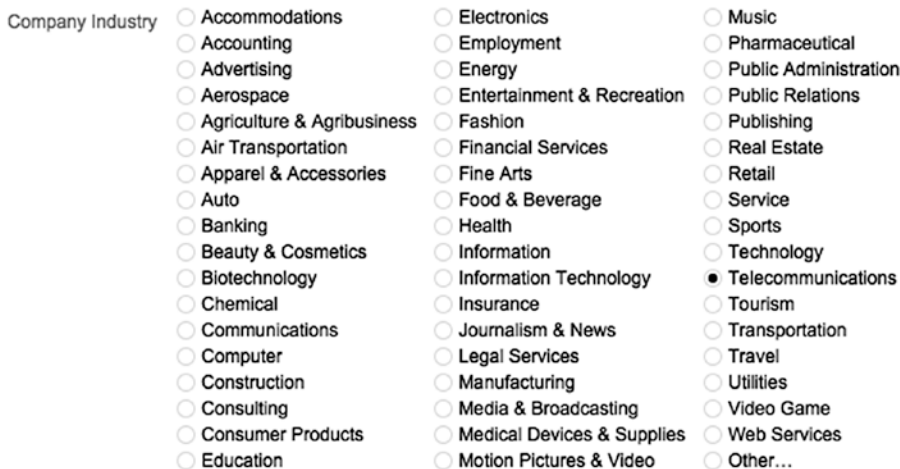 Company Industry
Accommodations
Accounting
Advertising
Aerospace
Agriculture & Agribusiness
Air Transportation
Apparel & Accessories
Auto
Banking
Beauty & Cosmetics
Biotechnology
Chemical
Communications
Computer
Construction
Consulting
Consumer Products
Education
Electronics
Employment
Energy
Entertainment & Recreation
Fashion
Financial Services
Fine Arts
Food & Beverage
Health
Information
Information Technology
Insurance
Journalism & News
Legal Services
Manufacturing
Media & Broadcasting
Medical Devices & Supplies
Motion Pictures & Video
Music
Pharmaceutical
Public Administration
Public Relations
Publishing
Real Estate
Retail
Service
Sports
Technology
Telecommunications
Tourism
Transportation
Travel
Utilities
Video Game
Web Services
Other...